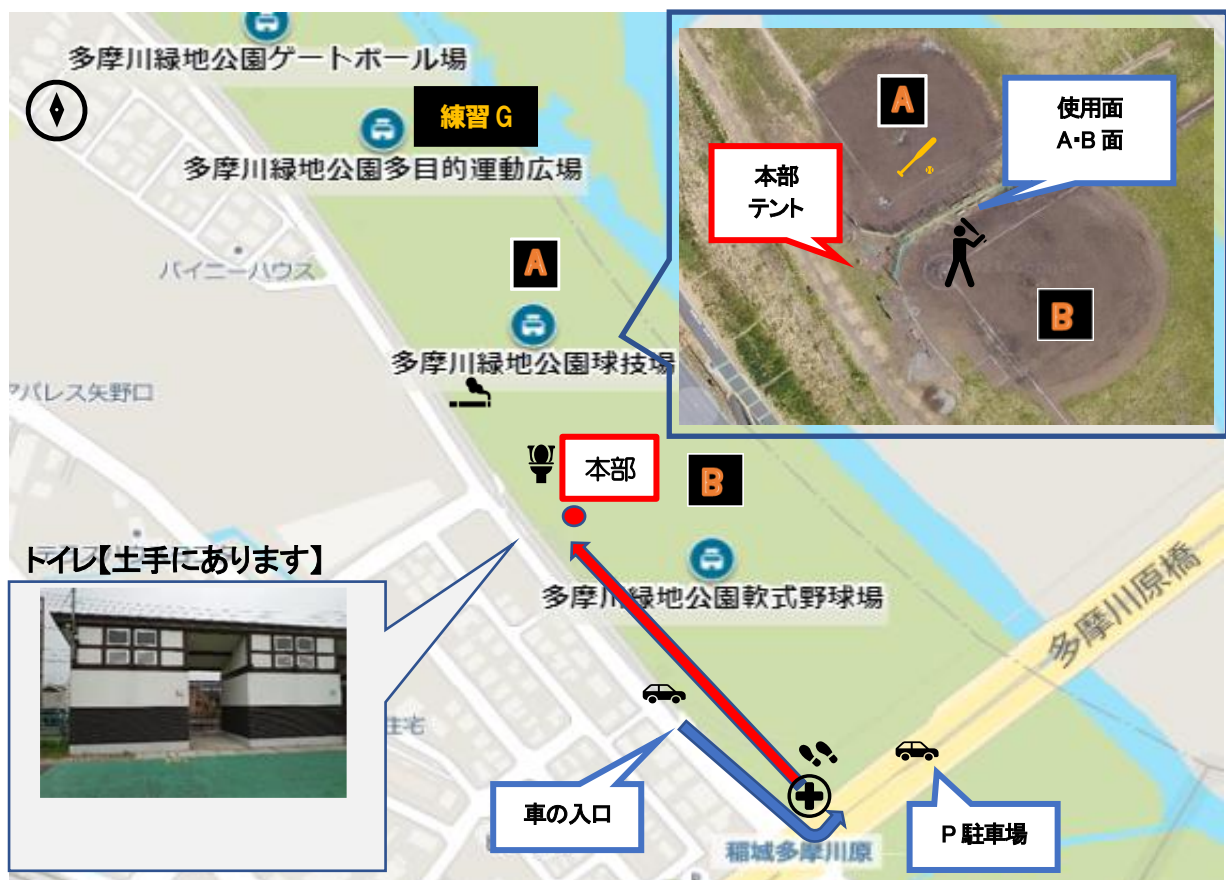 多摩川緑地公園ゲートボール場
練習 G
多摩川緑地公園多目的運動広場
パイニーハウス
A
多摩川緑地公園球技場
アパレス矢野口
本部
B
多摩川緑地公園軟式野球場
多摩川原橋
トイレ【土手にあります】
住宅
車の入口
稲城多摩川原
P 駐車場
A
使用面
A・B 面
本部
テント
B